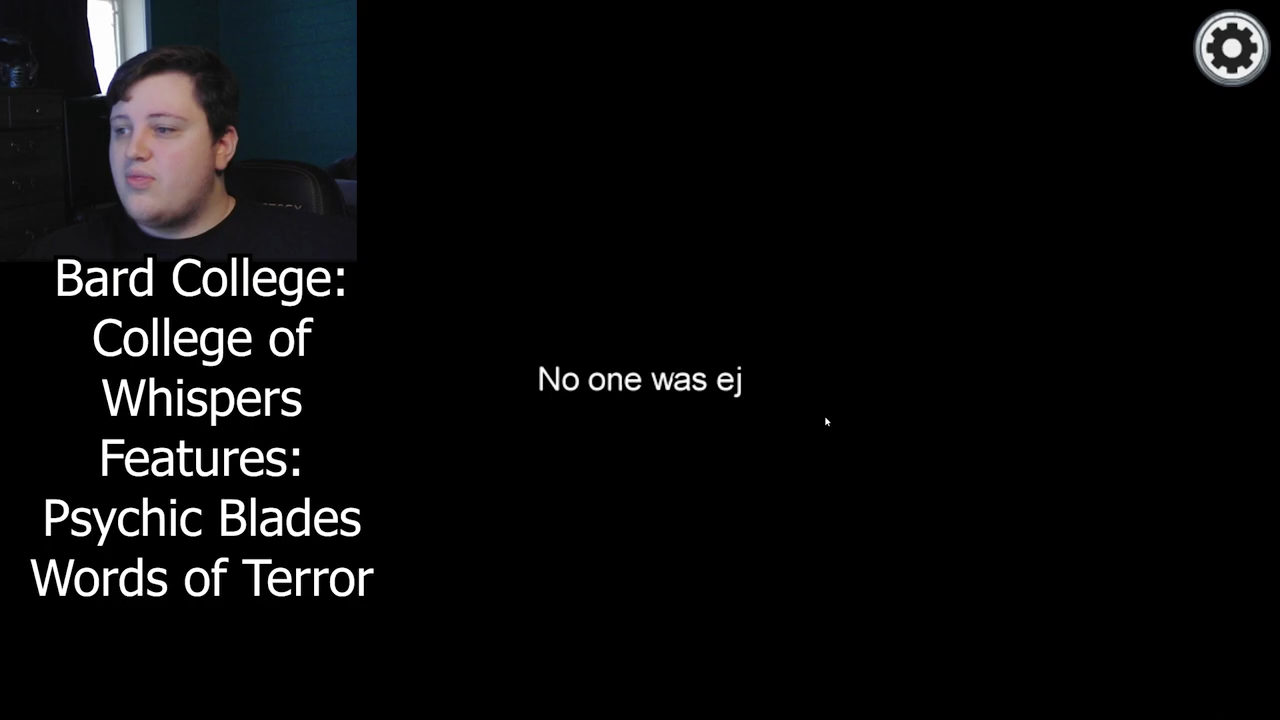 Bard College:
College of
Whispers
Features:
Psychic Blades
Words of Terror
No one was ej